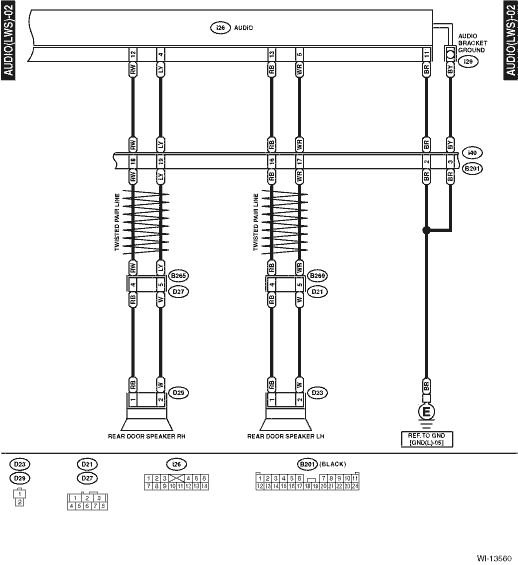 AUDIO(LWS)-02
AUDIO(LWS)-02
i26 AUDIO
AUDIO
BRACKET
GROUND
i29
12 4 13 5 11
RW LY RB WR BR BY
RW LY RB WR BR BY
18 19 16 17 2 3
i40
B201
RW LY RB WR BR BR
TWISTED PAIR LINE
TWISTED PAIR LINE
RW LY RB WR
4 5 4 5
B265
D27
B269
D21
RB W RB W
RB W RB W BR
1 2 1 2
D29
D23
E
REAR DOOR SPEAKER RH
REAR DOOR SPEAKER LH
REF. TO GND
[GND(L)-05]
D23
D29
1
2
D21
D27
1 2 3
4 5 6 7 8
i26
1 2 3 4 5 6
7 8 9 10 11 12 13 14
B201 (BLACK)
1 2 3 4 5 6 7 8 9 10 11
12 13 14 15 16 17 18 19 20 21 22 23 24
WI-13560